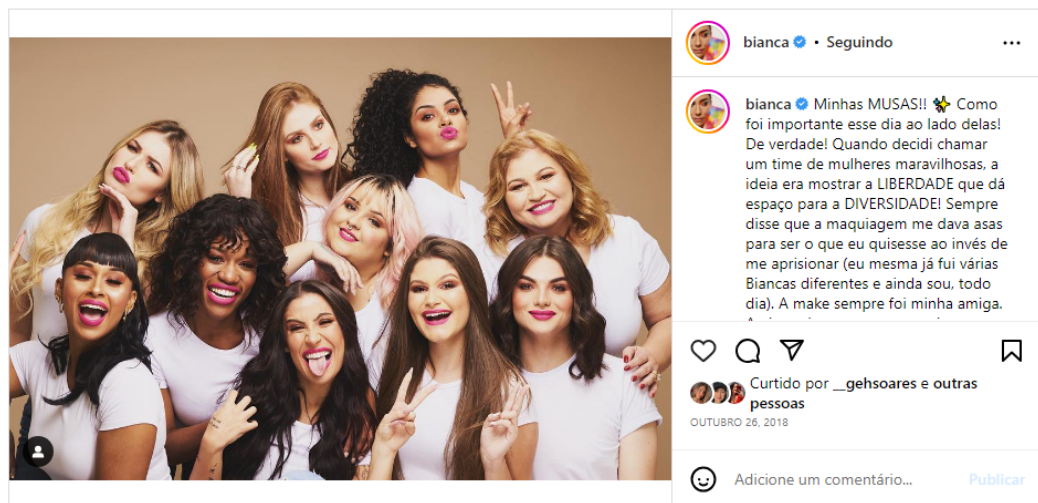 bianca • Seguindo
bianca Minhas MUSAS!! ✨ Como
foi importante esse dia ao lado delas!
De verdade! Quando decidi chamar
um time de mulheres maravilhosas, a
ideia era mostrar a LIBERDADE que dá
espaço para a DIVERSIDADE! Sempre
disse que a maquiagem me dava asas
para ser o que eu quisesse ao invés de
me aprisionar (eu mesma já fui várias
Biancas diferentes e ainda sou, todo
dia). A make sempre foi minha amiga.
Curtido por __gehsoares e outras
pessoas
OUTUBRO 26, 2018
Adicione um comentário... Publicar